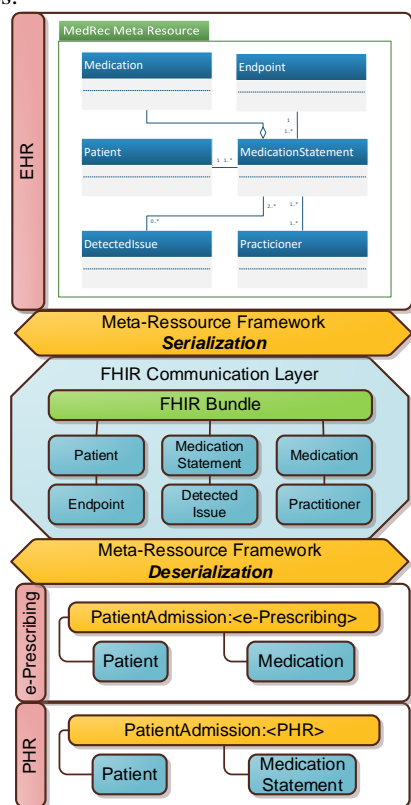 s.
EHR
MedRec Meta Resource
Medication
Endpoint
1
1..*
Patient
1 1..*
MedicationStatement
0..*
2..*
1..*
1..*
DetectedIssue
Practicioner
Meta-Ressource Framework
Serialization
FHIR Communication Layer
FHIR Bundle
Patient
Medication
Statement
Medication
Endpoint
Detected
Issue
Practitioner
Meta-Ressource Framework
Deserialization
e-Prescribing
PatientAdmission:<e-Prescribing>
Patient
Medication
PHR
PatientAdmission:<PHR>
Patient
Medication
Statement